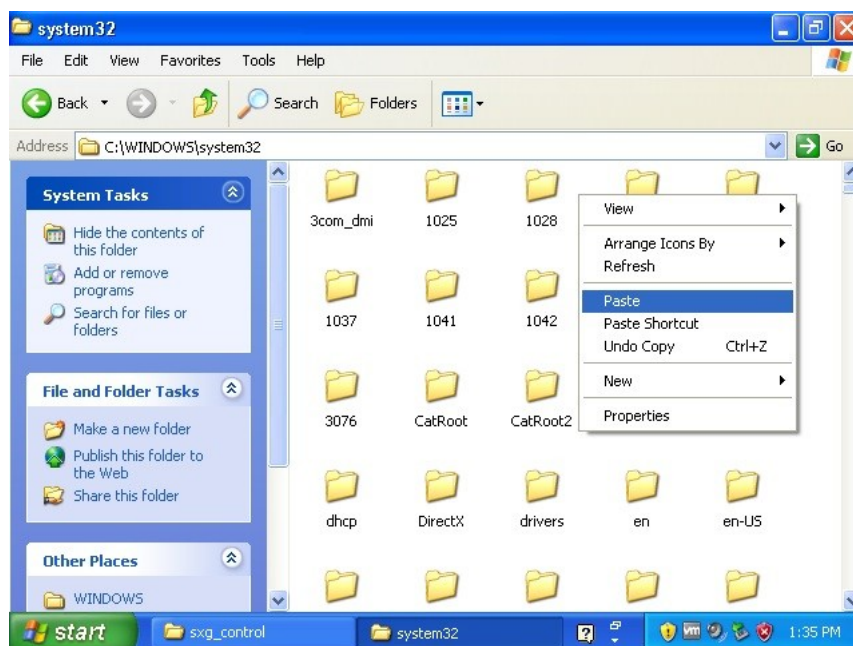 system32
File Edit View Favorites Tools Help
Back Search Folders
Address C:\WINDOWS\system32 Go
System Tasks
Hide the contents of
this folder
Add or remove
programs
Search for files or
folders
File and Folder Tasks
Make a new folder
Publish this folder to
the Web
Share this folder
Other Places
WINDOWS
3com_dmi 1025 1028
1037 1041 1042
3076 CatRoot CatRoot2
dhcp DirectX drivers en en-US
View
Arrange Icons By
Refresh
Paste
Paste Shortcut
Undo Copy Ctrl+Z
New
Properties
start sxg_control system32 ? vm 1:35 PM